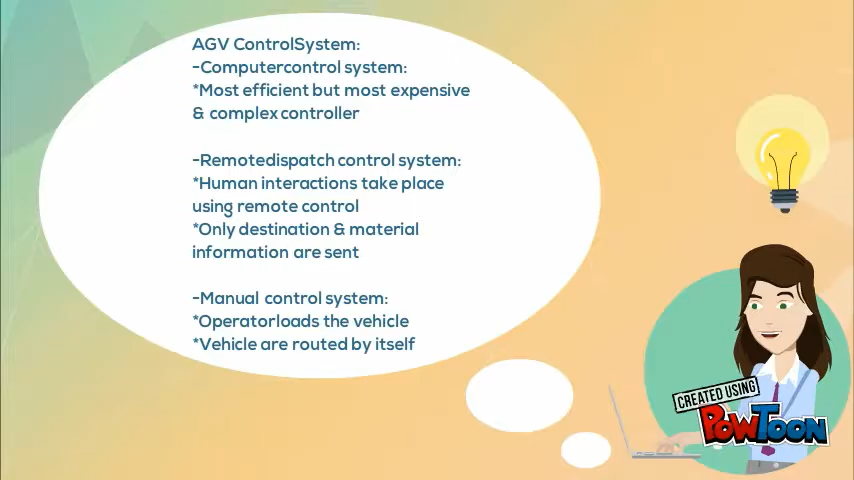 AGV ControlSystem:
-Computercontrol system:
*Most efficient but most expensive
& complex controller
-Remotedispatch control system:
*Human interactions take place
using remote control
*Only destination & material
information are sent
-Manual control system:
*Operatorloads the vehicle
*Vehicle are routed by itself
CREATED USING
POWTOON